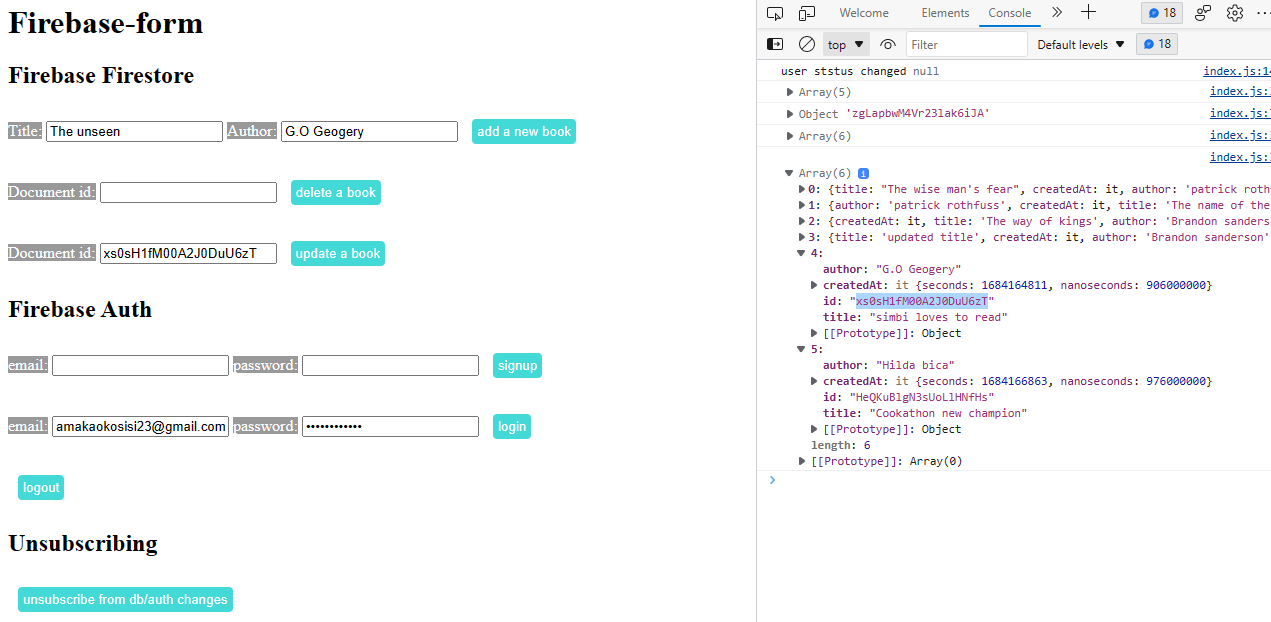 Firebase-form
Firebase Firestore
Title: The unseen Author: G.O Geogery add a new book
Document id: delete a book
Document id: xs0sH1fM00A2J0DuU6zT update a book
Firebase Auth
email: password: signup
email: amakaokosisi23@gmail.com password: •••••••••••• login
logout
Unsubscribing
unsubscribe from db/auth changes
Welcome Elements Console 18
top Filter Default levels 18
user ststus changed null index.js:14
Array(5) index.js:
Object 'zgLapbwM4Vr23lak6iJA' index.js:
Array(6) index.js:
index.js:
Array(6) i
0: {title: "The wise man's fear", createdAt: it, author: 'patrick roth
1: {author: 'patrick rothfuss', createdAt: it, title: 'The name of the
2: {createdAt: it, title: 'The way of kings', author: 'Brandon sanders
3: {title: 'updated title', createdAt: it, author: 'Brandon sanderson'
4:
author: "G.O Geogery"
createdAt: it {seconds: 1684164811, nanoseconds: 906000000}
id: "xs0sH1fM00A2J0DuU6zT"
title: "simbi loves to read"
[[Prototype]]: Object
5:
author: "Hilda bica"
createdAt: it {seconds: 1684166863, nanoseconds: 976000000}
id: "HeQKuBlgN3sUoLlHNfHs"
title: "Cookathon new champion"
[[Prototype]]: Object
length: 6
[[Prototype]]: Array(0)